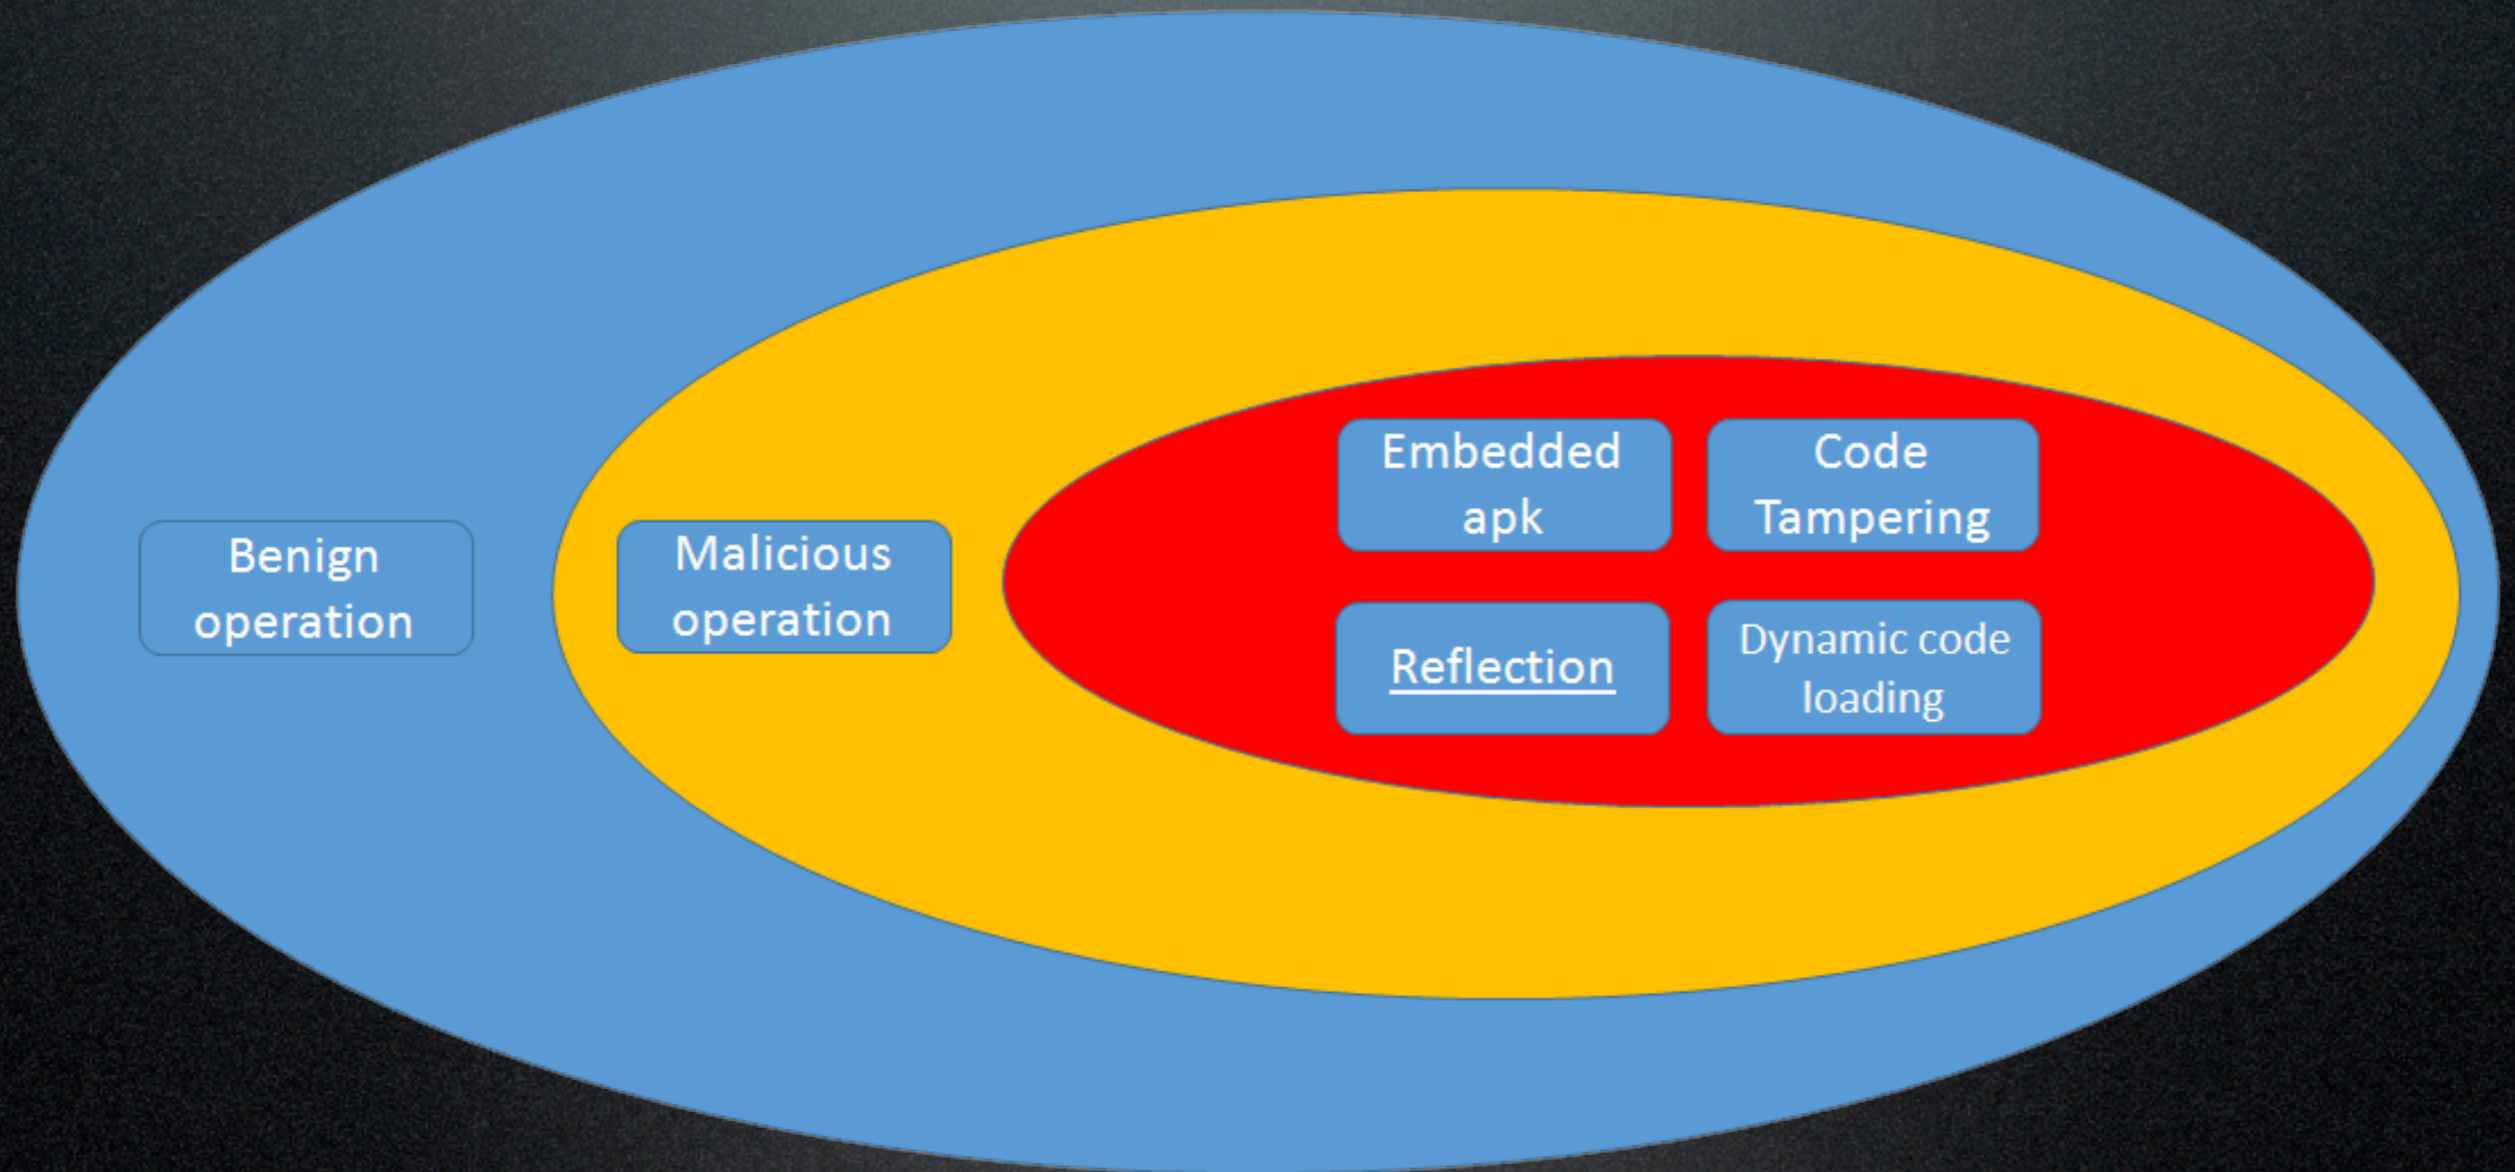 Benign
operation
Malicious
operation
Embedded
apk
Code
Tampering
Reflection
Dynamic code
loading